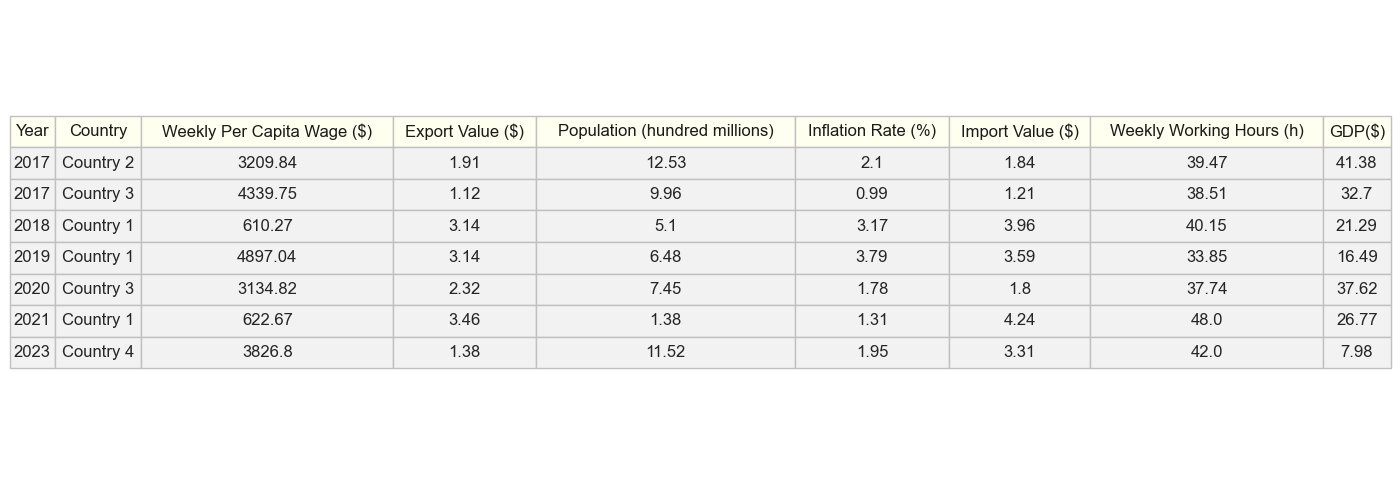 Year Country Weekly Per Capita Wage ($) Export Value ($) Population (hundred millions) Inflation Rate (%) Import Value ($) Weekly Working Hours (h) GDP($)
2017 Country 2 3209.84 1.91 12.53 2.1 1.84 39.47 41.38
2017 Country 3 4339.75 1.12 9.96 0.99 1.21 38.51 32.7
2018 Country 1 610.27 3.14 5.1 3.17 3.96 40.15 21.29
2019 Country 1 4897.04 3.14 6.48 3.79 3.59 33.85 16.49
2020 Country 3 3134.82 2.32 7.45 1.78 1.8 37.74 37.62
2021 Country 1 622.67 3.46 1.38 1.31 4.24 48.0 26.77
2023 Country 4 3826.8 1.38 11.52 1.95 3.31 42.0 7.98